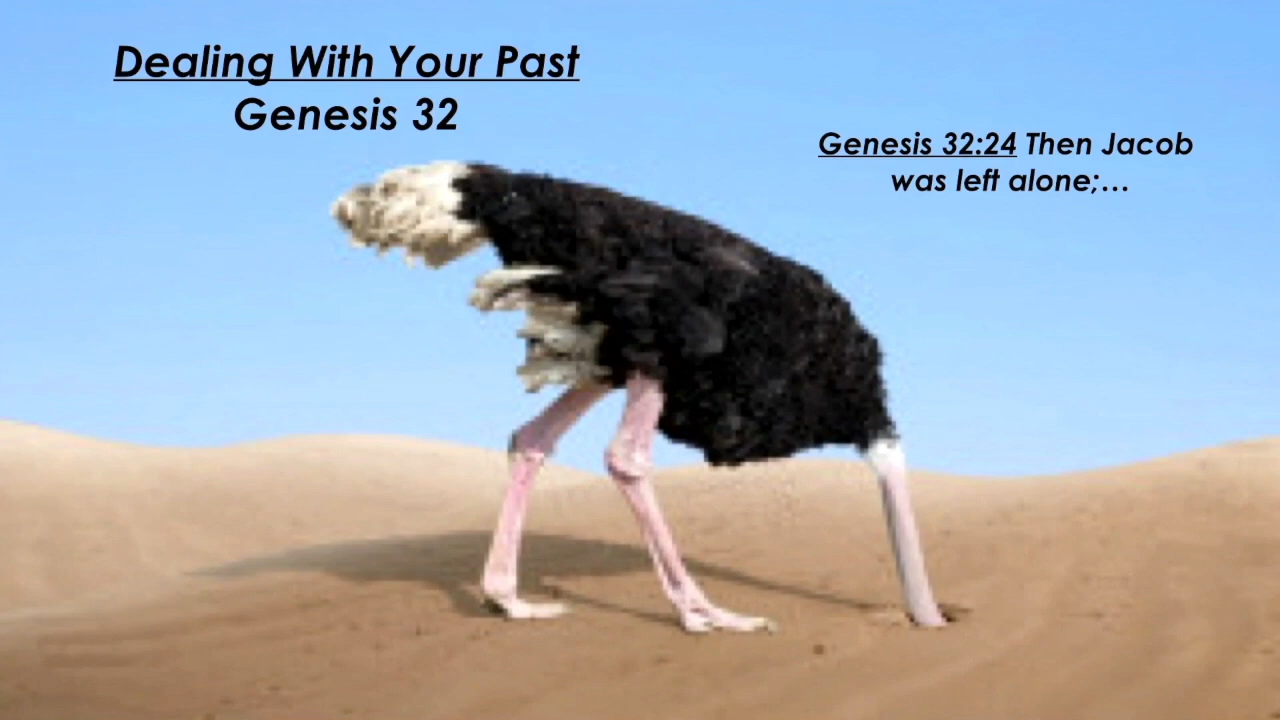 Dealing With Your Past
Genesis 32
Genesis 32:24 Then Jacob
was left alone;…